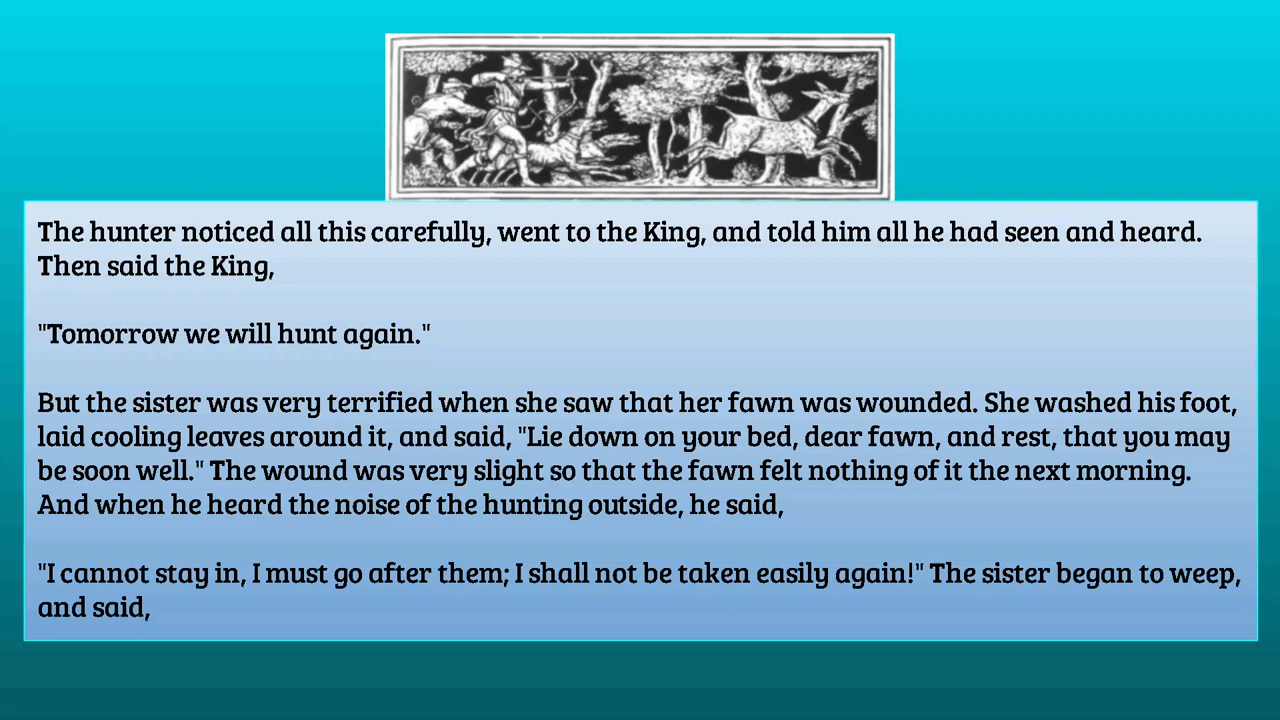 The hunter noticed all this carefully, went to the King, and told him all he had seen and heard.
Then said the King,
"Tomorrow we will hunt again."
But the sister was very terrified when she saw that her fawn was wounded. She washed his foot,
laid cooling leaves around it, and said, "Lie down on your bed, dear fawn, and rest, that you may
be soon well." The wound was very slight so that the fawn felt nothing of it the next morning.
And when he heard the noise of the hunting outside, he said,
"I cannot stay in, I must go after them; I shall not be taken easily again!" The sister began to weep,
and said,